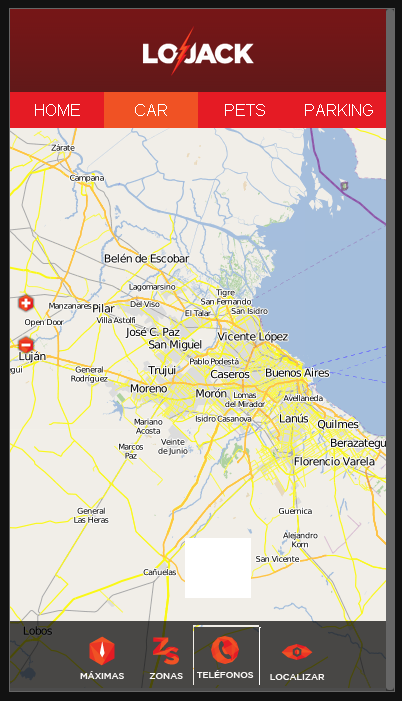 LOJACK
HOME CAR PETS PARKING
Zárate
Campana
Belén de Escobar
Lagomarsino
Tigre
Manzanares Pilar Del Viso San Fernando
El Talar San Isidro
Open Door Villa Astolfi
José C. Paz Vicente López
San Miguel
Luján
Pablo Podestá
General
Rodríguez
Trujui Caseros Buenos Aires
Moreno Morón Lomas
del Mirador
Avellaneda
Mariano
Acosta
Isidro Casanova Lanús Quilmes
Marcos
Paz
Veinte
de Junio
Berazategu
Florencio Varela
General
Las Heras
Guernica
Alejandro
Korn
San Vicente
Cañuelas
Lobos
MÁXIMAS ZONAS TELÉFONOS LOCALIZAR